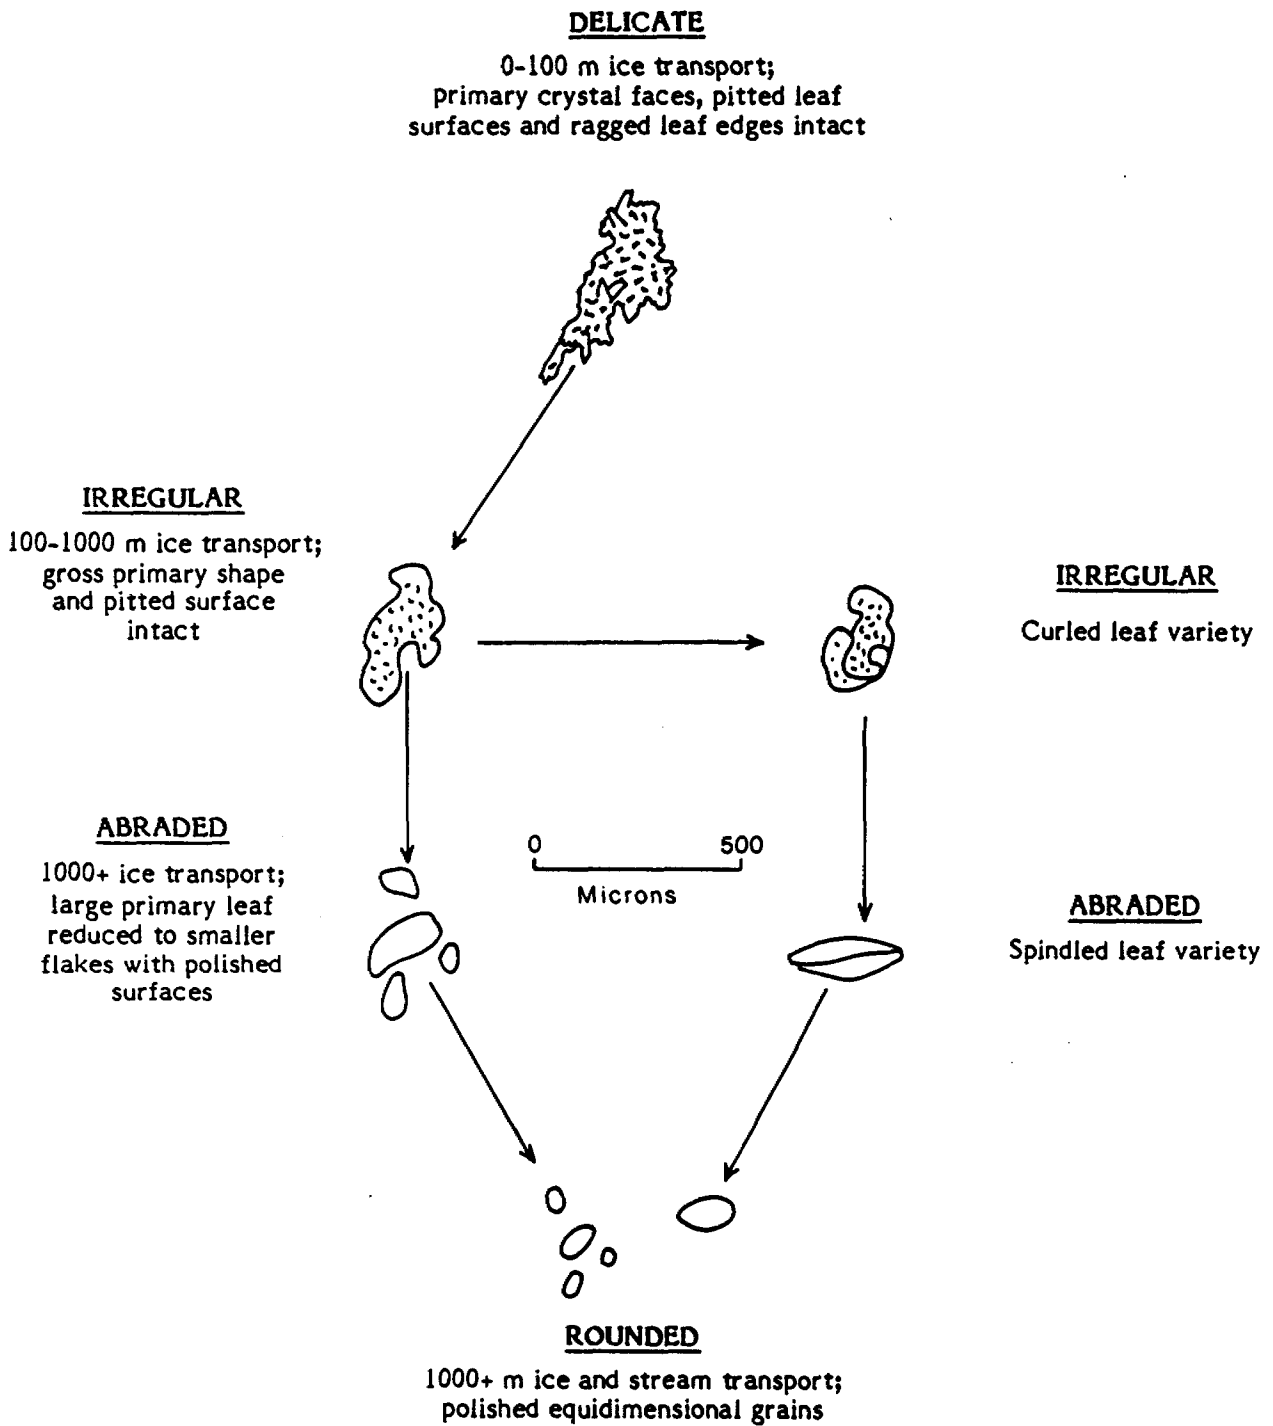 DELICATE
0-100 m ice transport;
primary crystal faces, pitted leaf
surfaces and ragged leaf edges intact
IRREGULAR
100-1000 m ice transport;
gross primary shape
and pitted surface
intact
IRREGULAR
Curled leaf variety
ABRADED
1000+ ice transport;
large primary leaf
reduced to smaller
flakes with polished
surfaces
0 500
Microns
ABRADED
Spindled leaf variety
ROUNDED
1000+ m ice and stream transport;
polished equidimensional grains